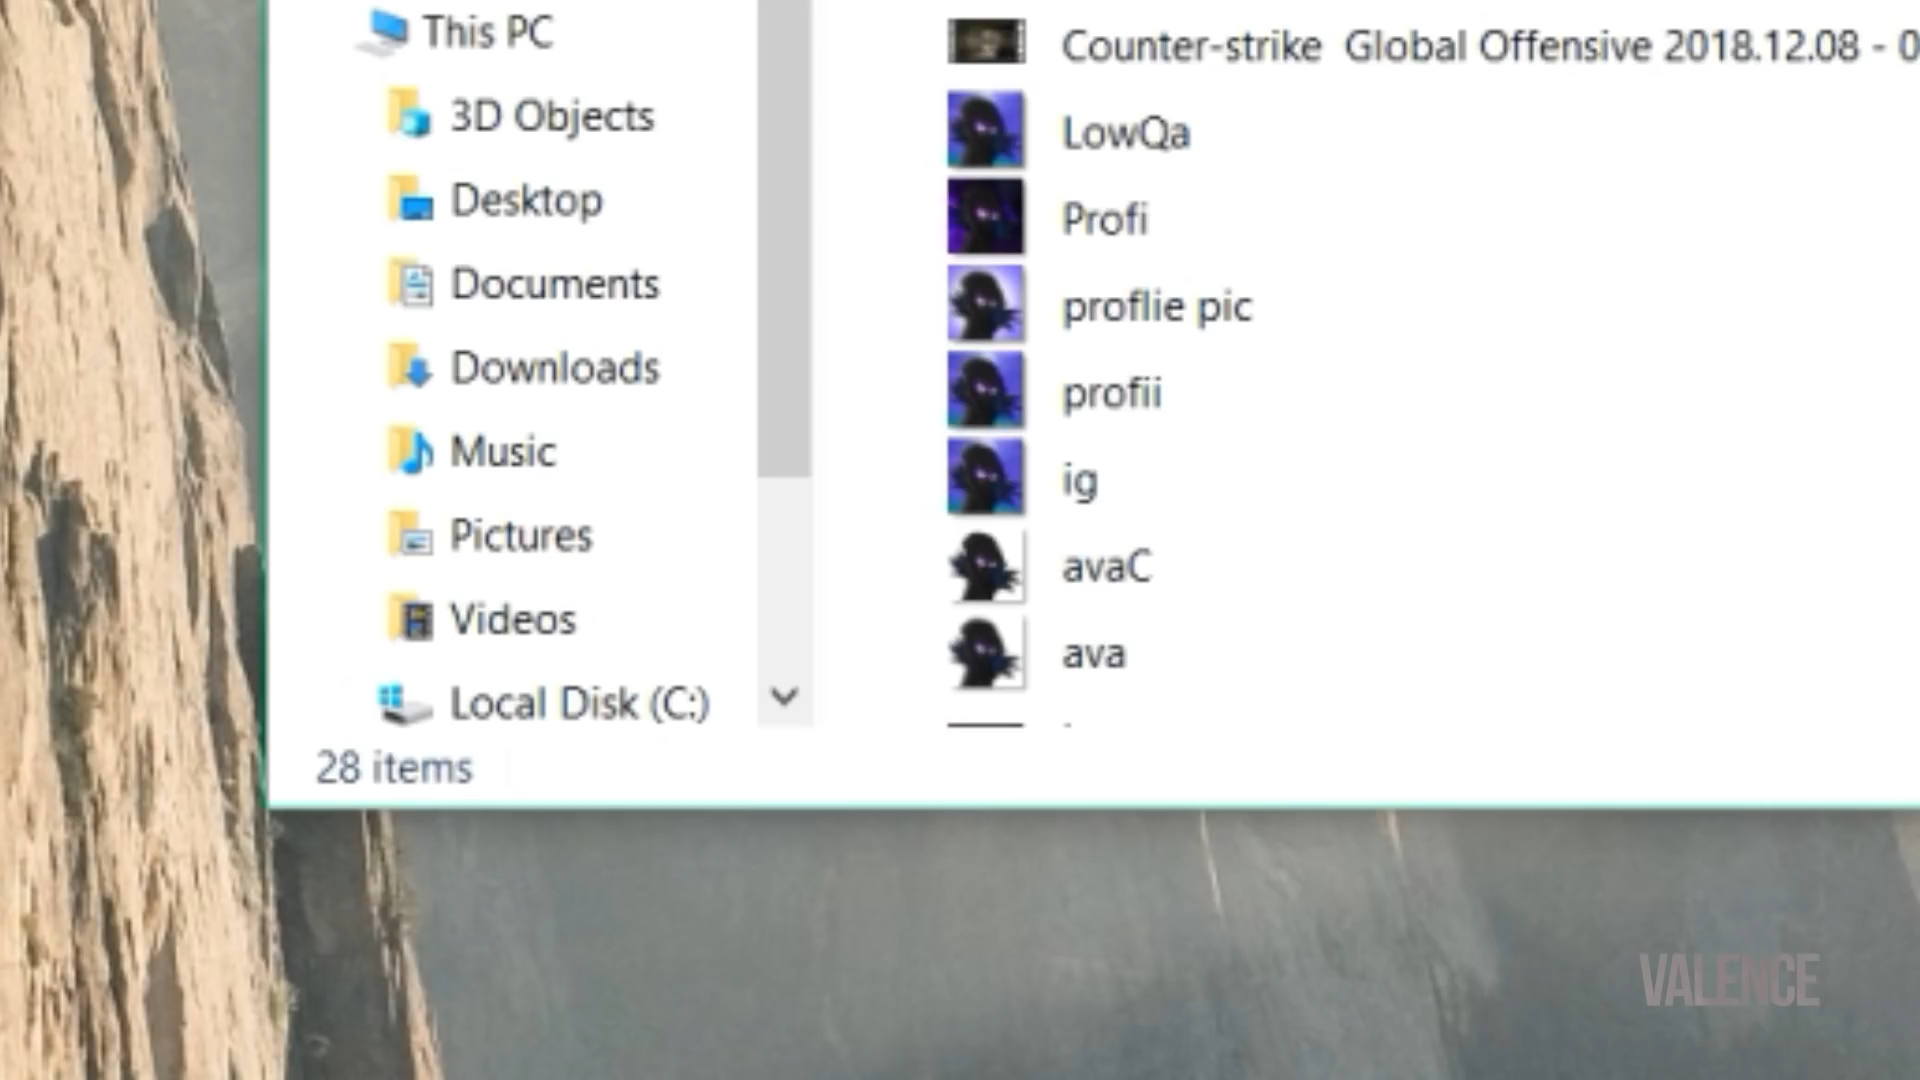 This PC
3D Objects
Desktop
Documents
Downloads
Music
Pictures
Videos
Local Disk (C:)
28 items
Counter-strike  Global Offensive 2018.12.08 - 0
LowQa
Profi
proflie pic
profii
ig
avaC
ava
VALENCE